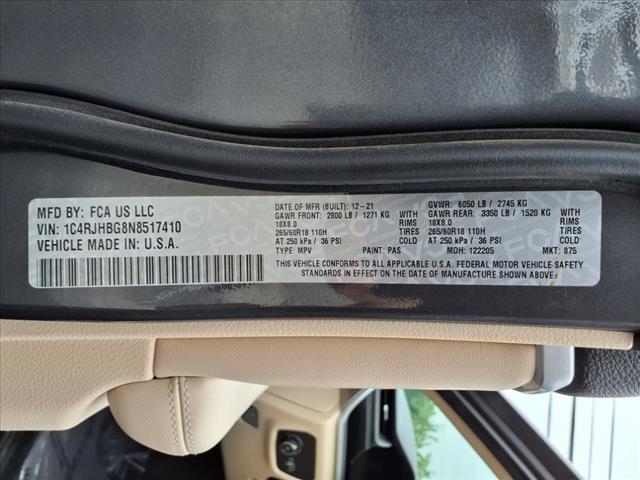 MFD BY: FCA US LLC
VIN: 1C4RJHBG8N8517410
VEHICLE MADE IN: U.S.A.
DATE OF MFR (BUILT): 12-21 GVWR: 6050 LB / 2745 KG
GAWR FRONT: 2800 LB / 1271 KG WITH GAWR REAR: 3350 LB / 1520 KG WITH
18X8.0 RIMS 18X8.0 RIMS
265/60R18 110H TIRES 265/60R18 110H TIRES
AT 250 kPa / 36 PSI AT 250 kPa / 36 PSI
TYPE: MPV PAINT: PAS MDH: 122205 MKT: 875
THIS VEHICLE CONFORMS TO ALL APPLICABLE U.S.A. FEDERAL MOTOR VEHICLE SAFETY
STANDARDS IN EFFECT ON THE DATE OF MANUFACTURE SHOWN ABOVE.